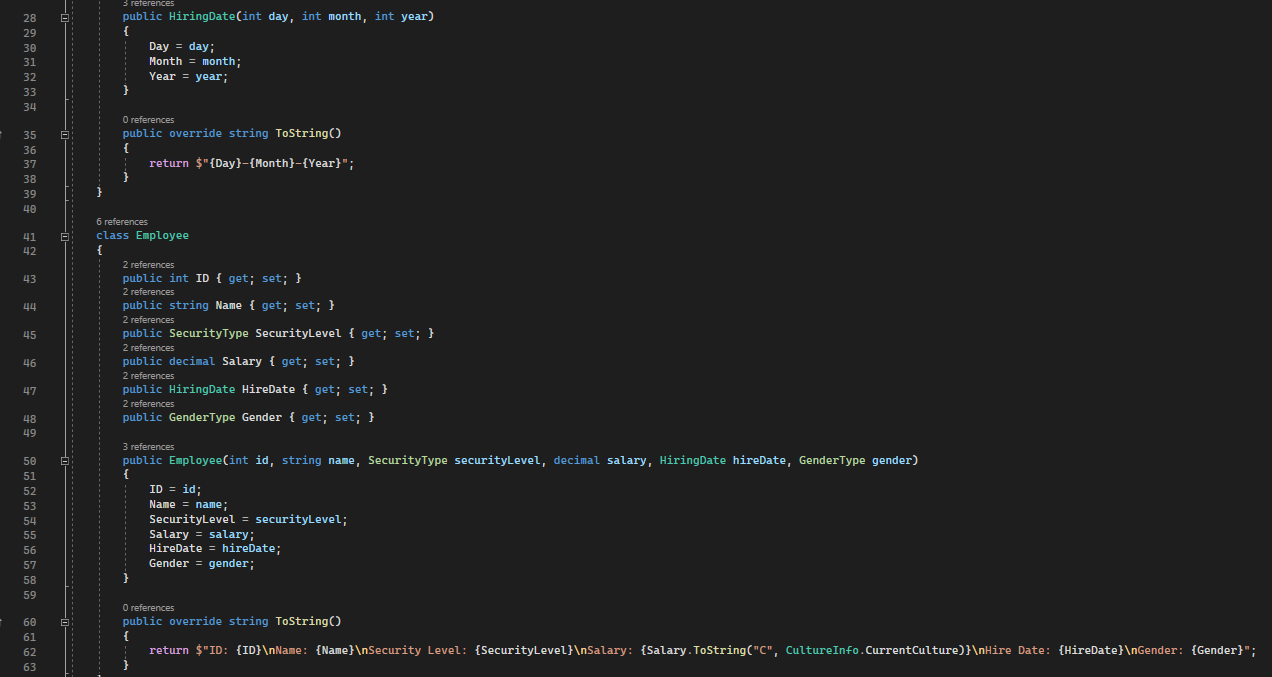 3 references
28 public HiringDate(int day, int month, int year)
29 {
30 Day = day;
31 Month = month;
32 Year = year;
33 }
34
0 references
35 public override string ToString()
36 {
37 return $"{Day}-{Month}-{Year}";
38 }
39 }
40
6 references
41 class Employee
42 {
2 references
43 public int ID { get; set; }
2 references
44 public string Name { get; set; }
2 references
45 public SecurityType SecurityLevel { get; set; }
2 references
46 public decimal Salary { get; set; }
2 references
47 public HiringDate HireDate { get; set; }
2 references
48 public GenderType Gender { get; set; }
49
3 references
50 public Employee(int id, string name, SecurityType securityLevel, decimal salary, HiringDate hireDate, GenderType gender)
51 {
52 ID = id;
53 Name = name;
54 SecurityLevel = securityLevel;
55 Salary = salary;
56 HireDate = hireDate;
57 Gender = gender;
58 }
59
0 references
60 public override string ToString()
61 {
62 return $"ID: {ID}\nName: {Name}\nSecurity Level: {SecurityLevel}\nSalary: {Salary.ToString("C", CultureInfo.CurrentCulture)}\nHire Date: {HireDate}\nGender: {Gender}";
63 }